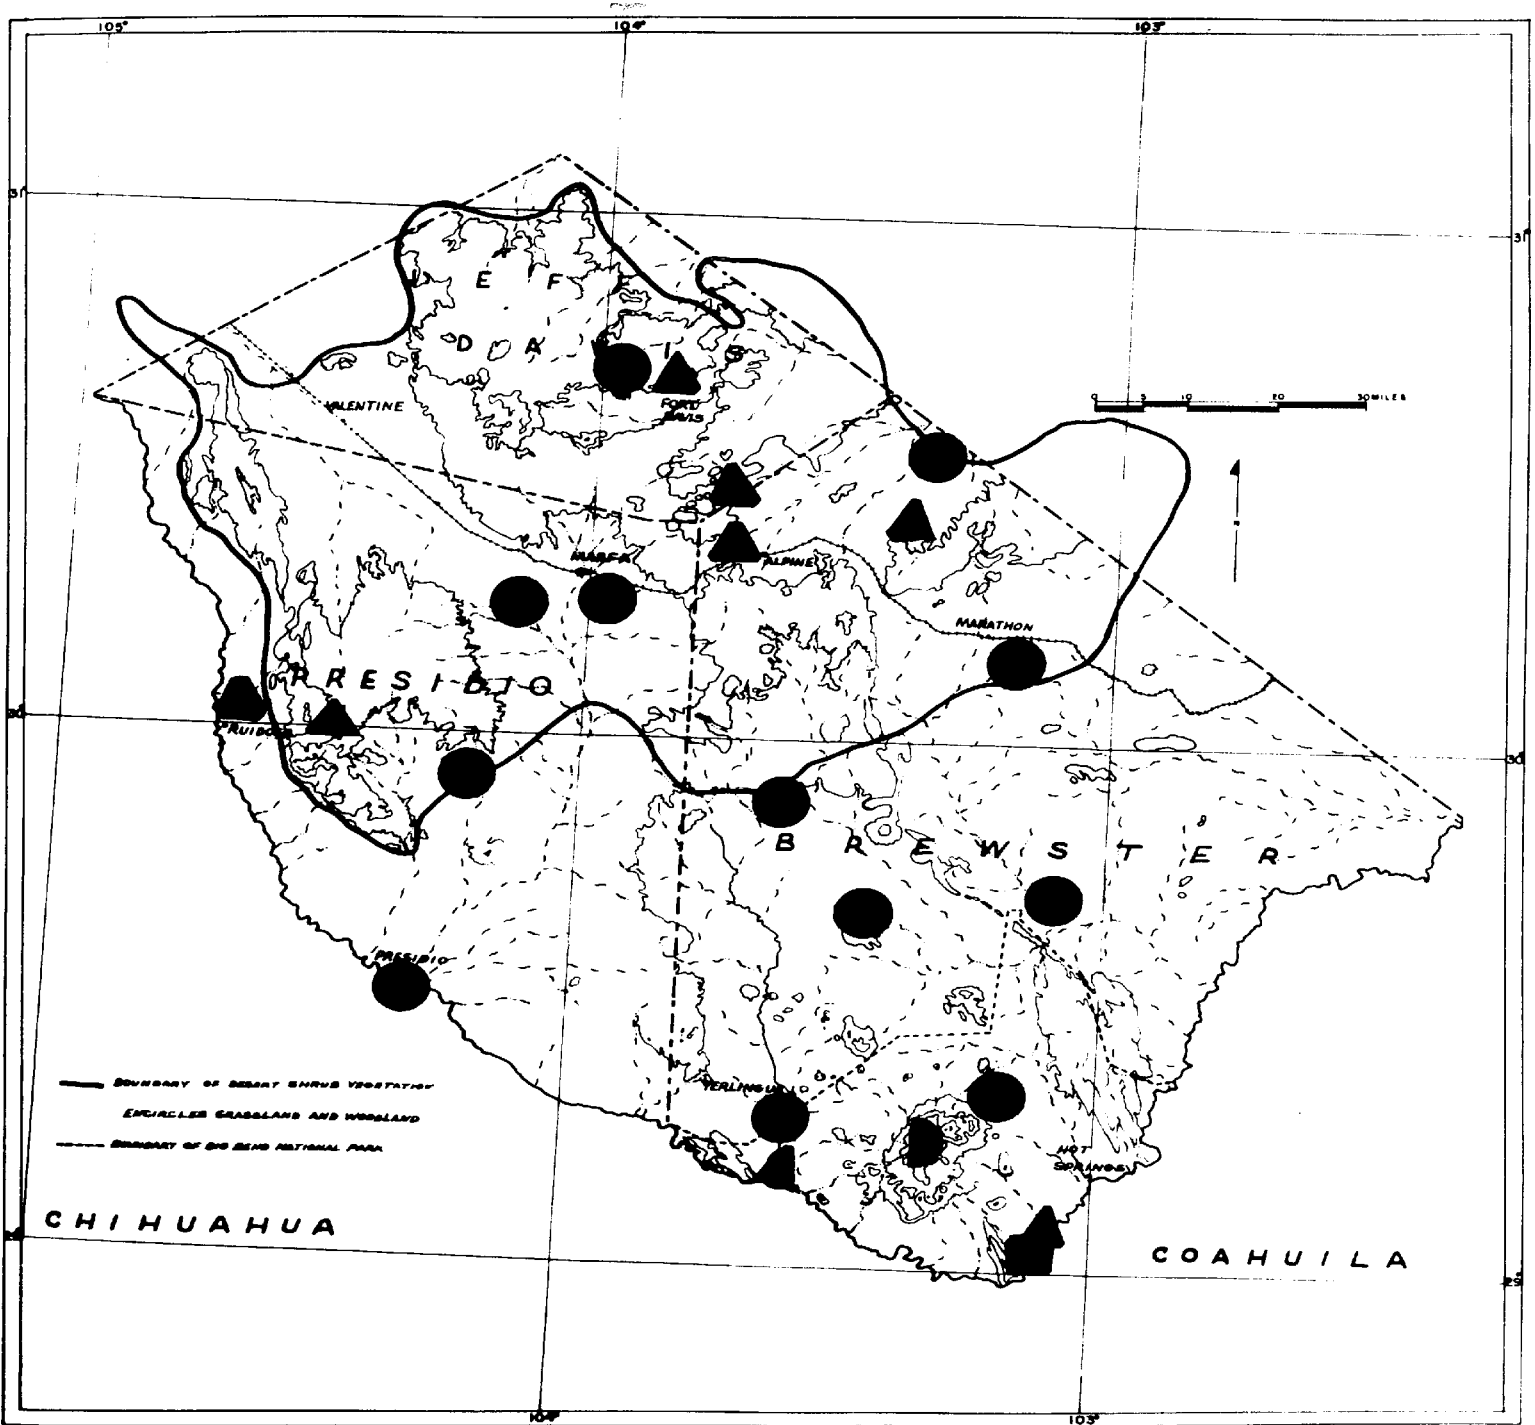 105° 104° 103°
31° 31°
J E F F
D A V I S
VALENTINE
FORT
DAVIS
0 5 10 20 30 MILES
MARFA
ALPINE
MARATHON
PRESIDIO
30° 30°
RUIDOSA
BREWSTER
PRESIDIO
TERLINGUA
BOUNDARY OF DESERT SHRUB VEGETATION
ENCIRCLES GRASSLAND AND WOODLAND
BOUNDARY OF BIG BEND NATIONAL PARK
HOT
SPRINGS
CHIHUAHUA
COAHUILA
29° 29°
104° 103°